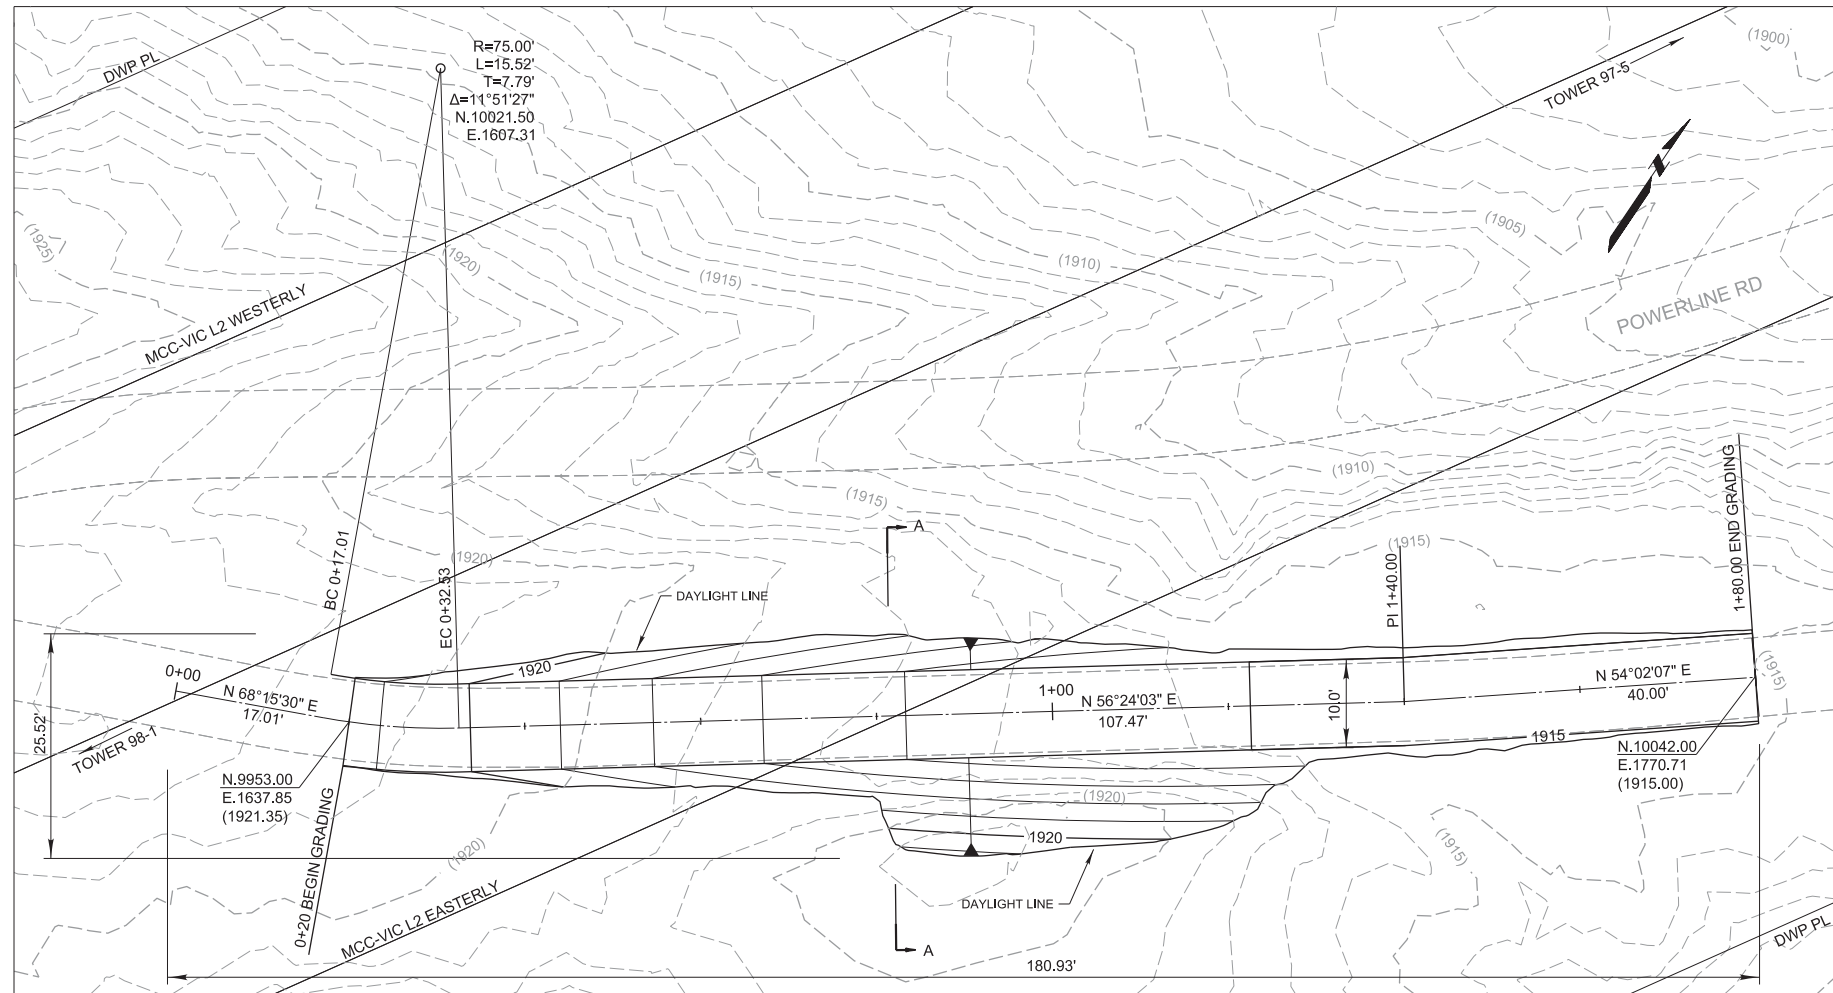 DWP PL
R=75.00'
L=15.52'
T=7.79'
Δ=11°51'27"
N.10021.50
E.1607.31
TOWER 97-5
(1900)
(1925)
(1920)
(1915)
(1910)
(1905)
POWERLINE RD
MCC-VIC L2 WESTERLY
(1910)
(1915)
(1920)
(1915)
A
BC 0+17.01
EC 0+32.53
DAYLIGHT LINE
PI 1+40.00
1+80.00 END GRADING
1920
0+00
N 68°15'30" E
17.01'
1+00
N 56°24'03" E
107.47'
10.0'
N 54°02'07" E
40.00'
(1915)
25.52'
TOWER 98-1
1915
N.9953.00
E.1637.85
(1921.35)
N.10042.00
E.1770.71
(1915.00)
(1920)
1920
(1920)
(1915)
0+20 BEGIN GRADING
MCC-VIC L2 EASTERLY
DAYLIGHT LINE
A
DWP PL
180.93'